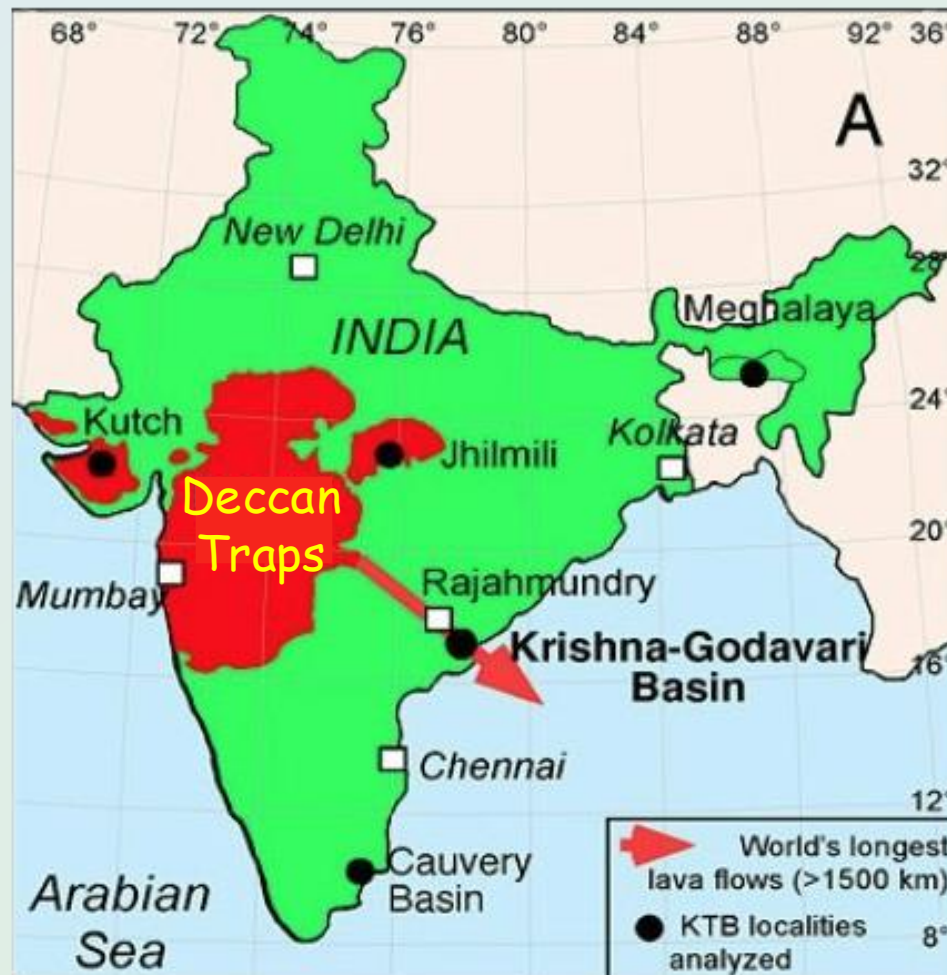 68° 72° 74° 76° 80° 84° 88° 92° 36°
A
32°
New Delhi
28°
Meghalaya
INDIA
24°
Kutch
Kolkata
Jhilmili
Deccan
Traps
20°
Rajahmundry
Mumbay
Krishna-Godavari
16°
Basin
Chennai
12°
World's longest
lava flows (>1500 km)
Cauvery
Basin
Arabian
Sea
KTB localities
8°
analyzed